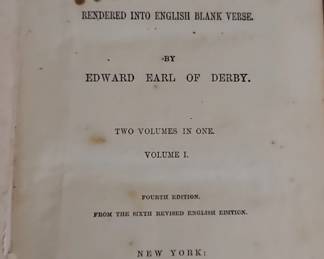 RENDERED INTO ENGLISH BLANK VERSE.
BY
EDWARD EARL OF DERBY.
TWO VOLUMES IN ONE.
VOLUME I.
FOURTH EDITION.
FROM THE SIXTH REVISED ENGLISH EDITION.
NEW YORK: